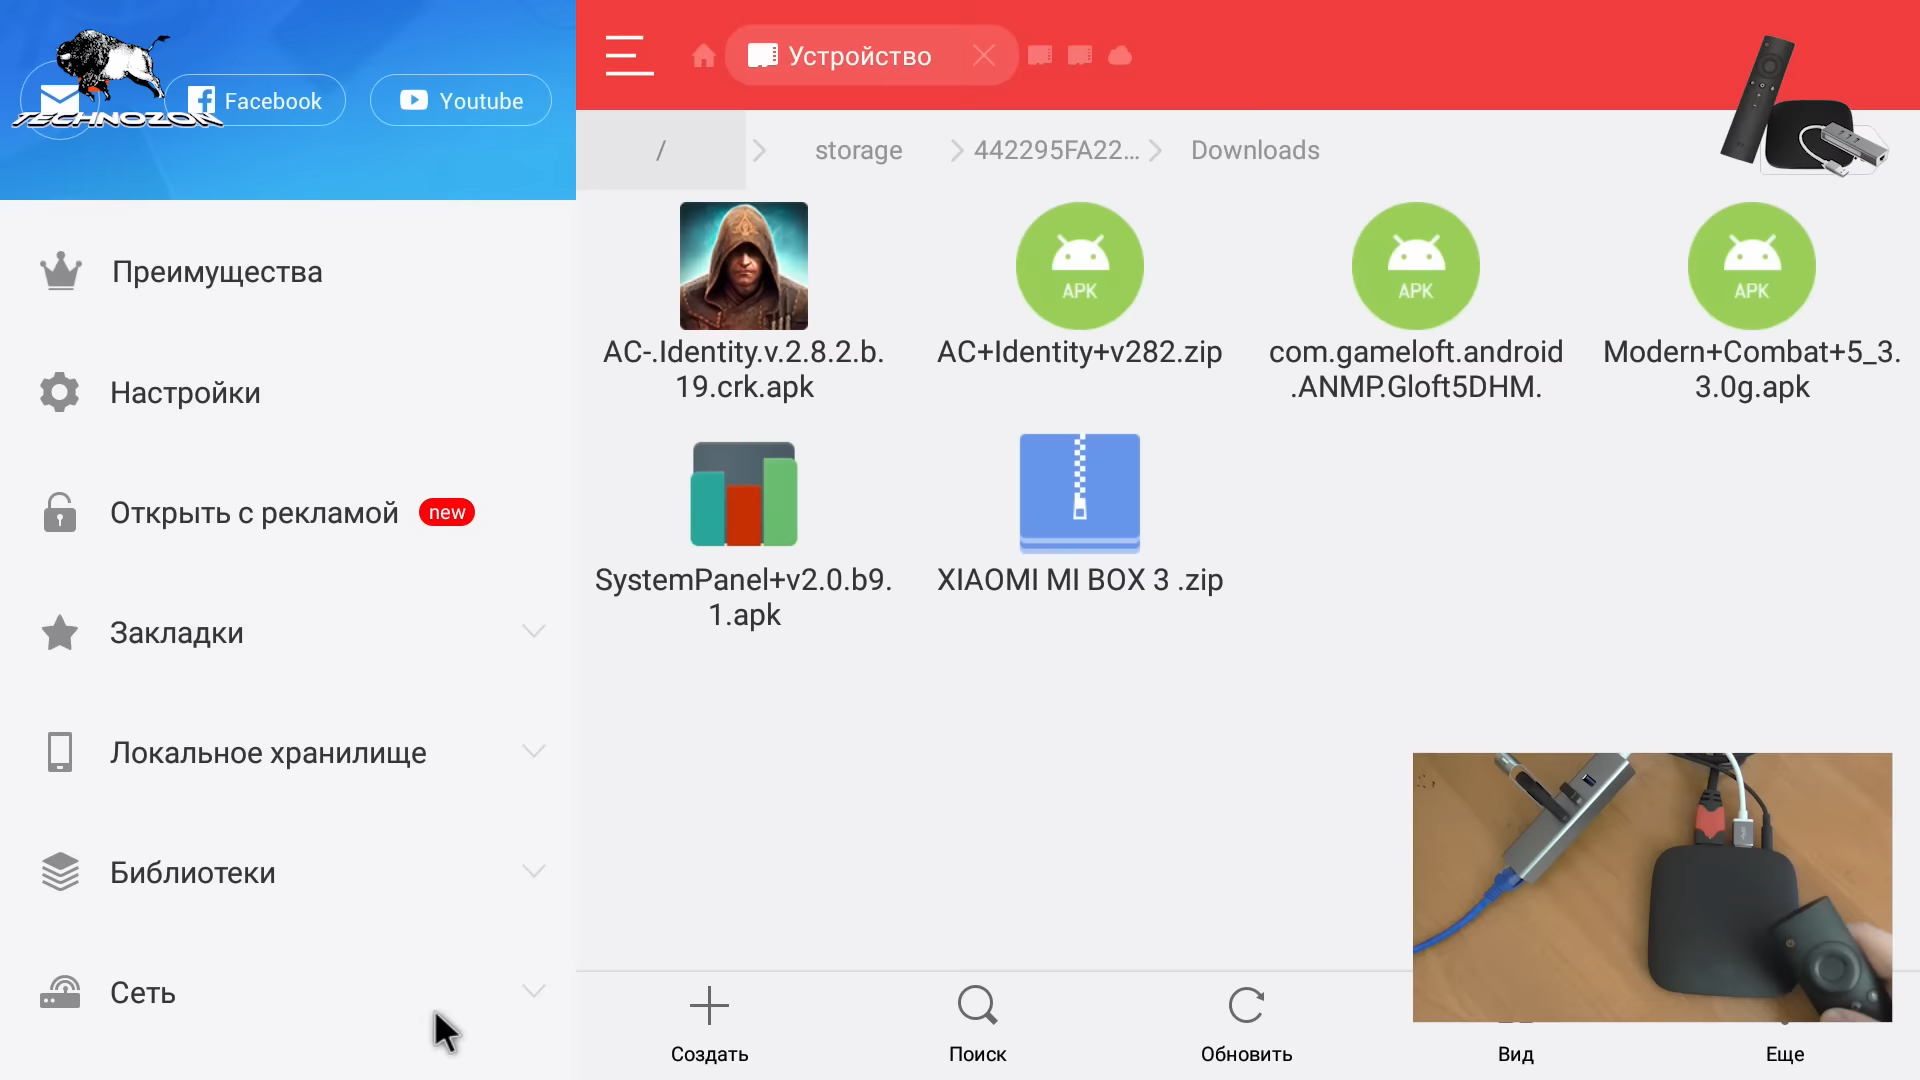 TECHNOZON
Facebook
Youtube
Преимущества
Настройки
Открыть с рекламой new
Закладки
Локальное хранилище
Библиотеки
Сеть
Устройство
/ storage 442295FA22... Downloads
AC-.Identity.v.2.8.2.b.
19.crk.apk
APK
AC+Identity+v282.zip
APK
com.gameloft.android
.ANMP.Gloft5DHM.
APK
Modern+Combat+5_3.
3.0g.apk
SystemPanel+v2.0.b9.
1.apk
XIAOMI MI BOX 3 .zip
Создать
Поиск
Обновить
Вид
Еще